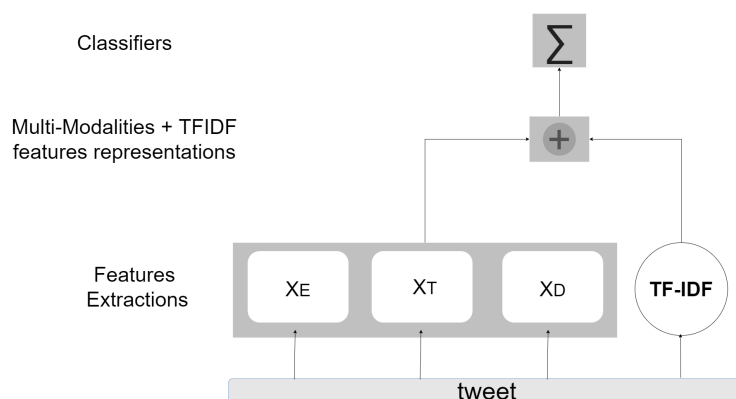 Classifiers
∑
Multi-Modalities + TFIDF
features representations
+
Features
Extractions
XE
XT
XD
TF-IDF
tweet